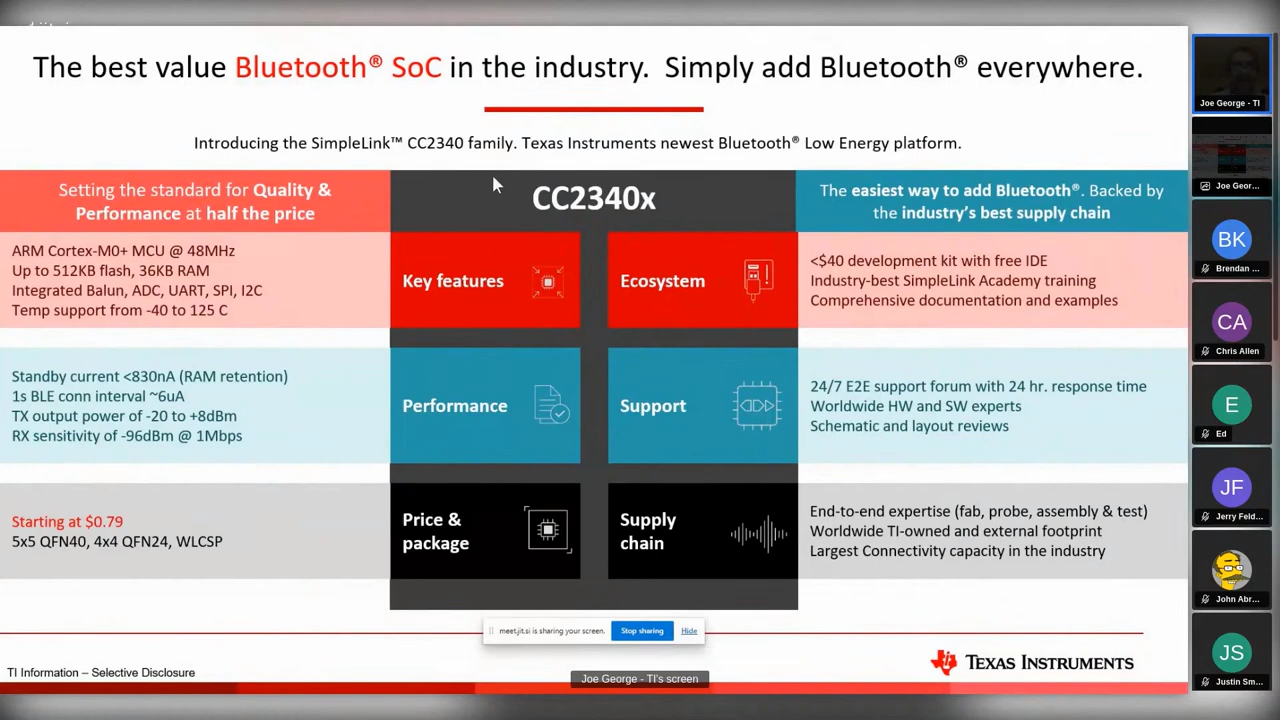 The best value Bluetooth® SoC in the industry. Simply add Bluetooth® everywhere.
Introducing the SimpleLink™ CC2340 family. Texas Instruments newest Bluetooth® Low Energy platform.
Setting the standard for Quality &
Performance at half the price
CC2340x
The easiest way to add Bluetooth®. Backed by
the industry's best supply chain
ARM Cortex-M0+ MCU @ 48MHz
Up to 512KB flash, 36KB RAM
Integrated Balun, ADC, UART, SPI, I2C
Temp support from -40 to 125 C
Key features
Ecosystem
<$40 development kit with free IDE
Industry-best SimpleLink Academy training
Comprehensive documentation and examples
Standby current <830nA (RAM retention)
1s BLE conn interval ~6uA
TX output power of -20 to +8dBm
RX sensitivity of -96dBm @ 1Mbps
Performance
Support
24/7 E2E support forum with 24 hr. response time
Worldwide HW and SW experts
Schematic and layout reviews
Starting at $0.79
5x5 QFN40, 4x4 QFN24, WLCSP
Price &
package
Supply
chain
End-to-end expertise (fab, probe, assembly & test)
Worldwide TI-owned and external footprint
Largest Connectivity capacity in the industry
meet.jit.si is sharing your screen.
Stop sharing
Hide
TI Information – Selective Disclosure
TEXAS INSTRUMENTS
Joe George - TI's screen
Joe George - TI
Joe Geor...
BK
Brendan ...
CA
Chris Allen
E
Ed
JF
Jerry Feld...
John Abr...
JS
Justin Sm...